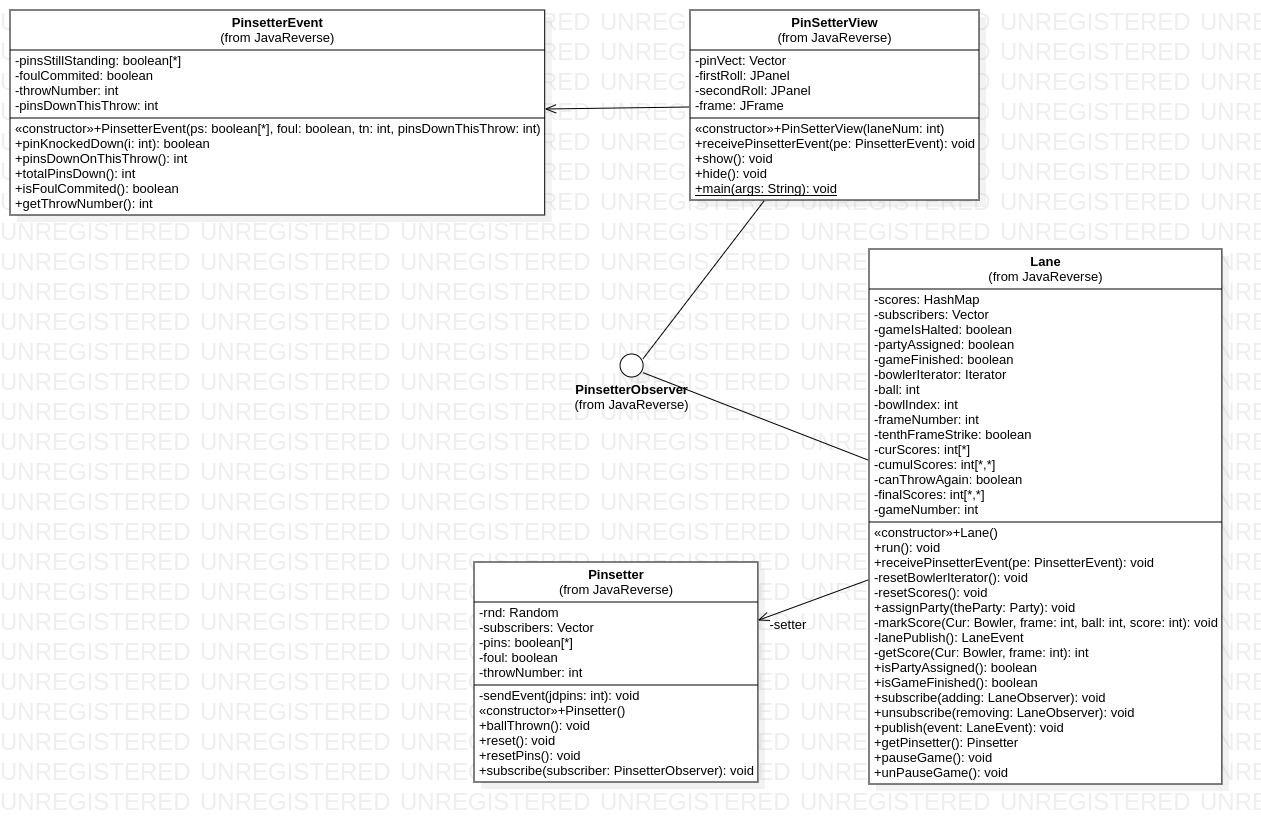 PinsetterEvent
(from JavaReverse)
-pinsStillStanding: boolean[*]
-foulCommited: boolean
-throwNumber: int
-pinsDownThisThrow: int
«constructor»+PinsetterEvent(ps: boolean[*], foul: boolean, tn: int, pinsDownThisThrow: int)
+pinKnockedDown(i: int): boolean
+pinsDownOnThisThrow(): int
+totalPinsDown(): int
+isFoulCommited(): boolean
+getThrowNumber(): int
PinSetterView
(from JavaReverse)
-pinVect: Vector
-firstRoll: JPanel
-secondRoll: JPanel
-frame: JFrame
«constructor»+PinSetterView(laneNum: int)
+receivePinsetterEvent(pe: PinsetterEvent): void
+show(): void
+hide(): void
+main(args: String): void
PinsetterObserver
(from JavaReverse)
Lane
(from JavaReverse)
-scores: HashMap
-subscribers: Vector
-gameIsHalted: boolean
-partyAssigned: boolean
-gameFinished: boolean
-bowlerIterator: Iterator
-ball: int
-bowlIndex: int
-frameNumber: int
-tenthFrameStrike: boolean
-curScores: int[*]
-cumulScores: int[*,*]
-canThrowAgain: boolean
-finalScores: int[*,*]
-gameNumber: int
«constructor»+Lane()
+run(): void
+receivePinsetterEvent(pe: PinsetterEvent): void
-resetBowlerIterator(): void
-resetScores(): void
+assignParty(theParty: Party): void
-markScore(Cur: Bowler, frame: int, ball: int, score: int): void
-lanePublish(): LaneEvent
-getScore(Cur: Bowler, frame: int): int
+isPartyAssigned(): boolean
+isGameFinished(): boolean
+subscribe(adding: LaneObserver): void
+unsubscribe(removing: LaneObserver): void
+publish(event: LaneEvent): void
+getPinsetter(): Pinsetter
+pauseGame(): void
+unPauseGame(): void
Pinsetter
(from JavaReverse)
-rnd: Random
-subscribers: Vector
-pins: boolean[*]
-foul: boolean
-throwNumber: int
-sendEvent(jdpins: int): void
«constructor»+Pinsetter()
+ballThrown(): void
+reset(): void
+resetPins(): void
+subscribe(subscriber: PinsetterObserver): void
-setter
UNREGISTERED